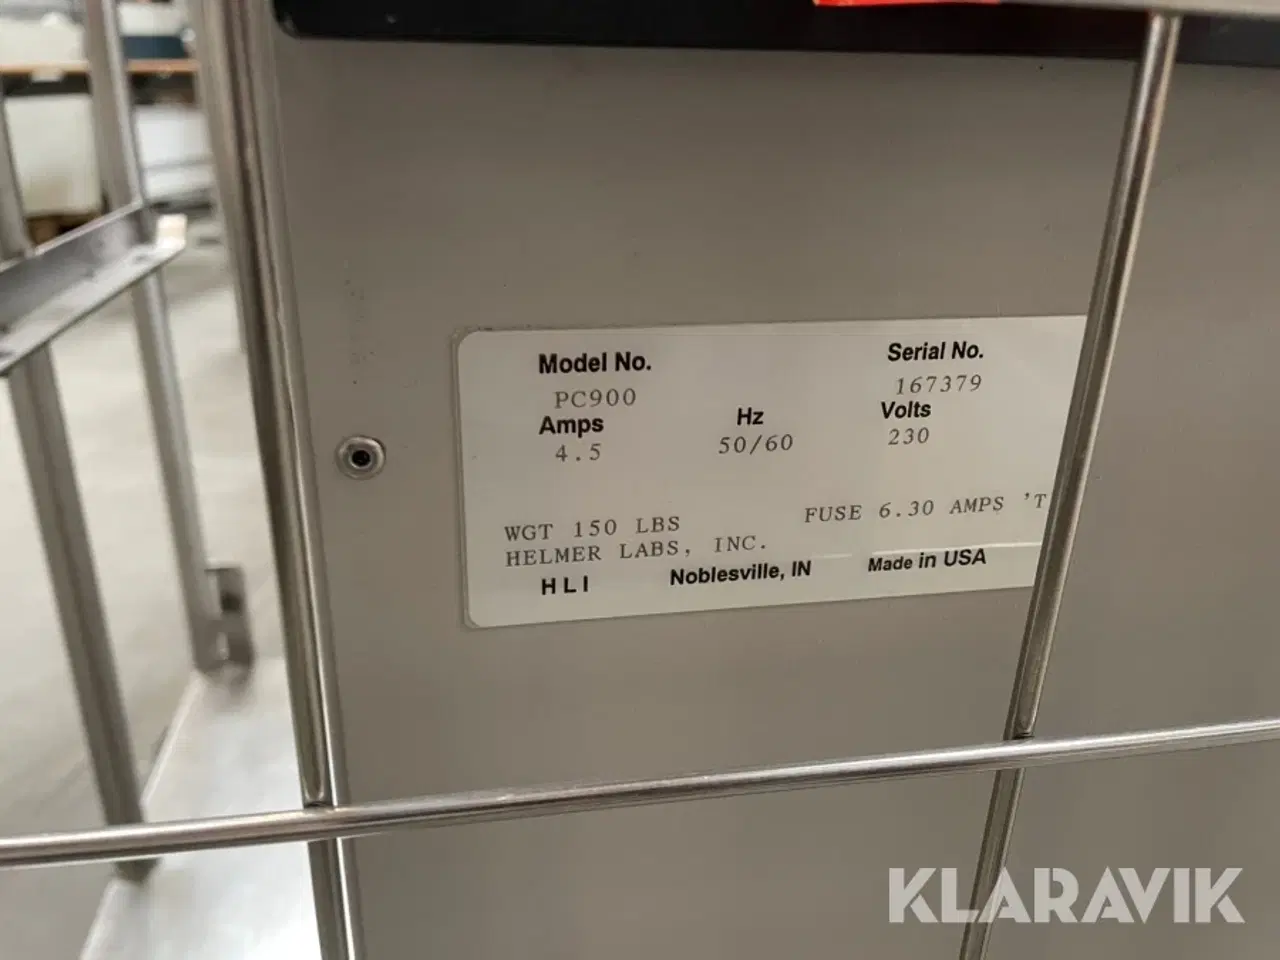 Model No. Serial No.
PC900 167379
Amps Hz Volts
4.5 50/60 230
WGT 150 LBS FUSE 6.30 AMPS 'T
HELMER LABS, INC.
HLI Noblesville, IN Made in USA
KLARAVIK